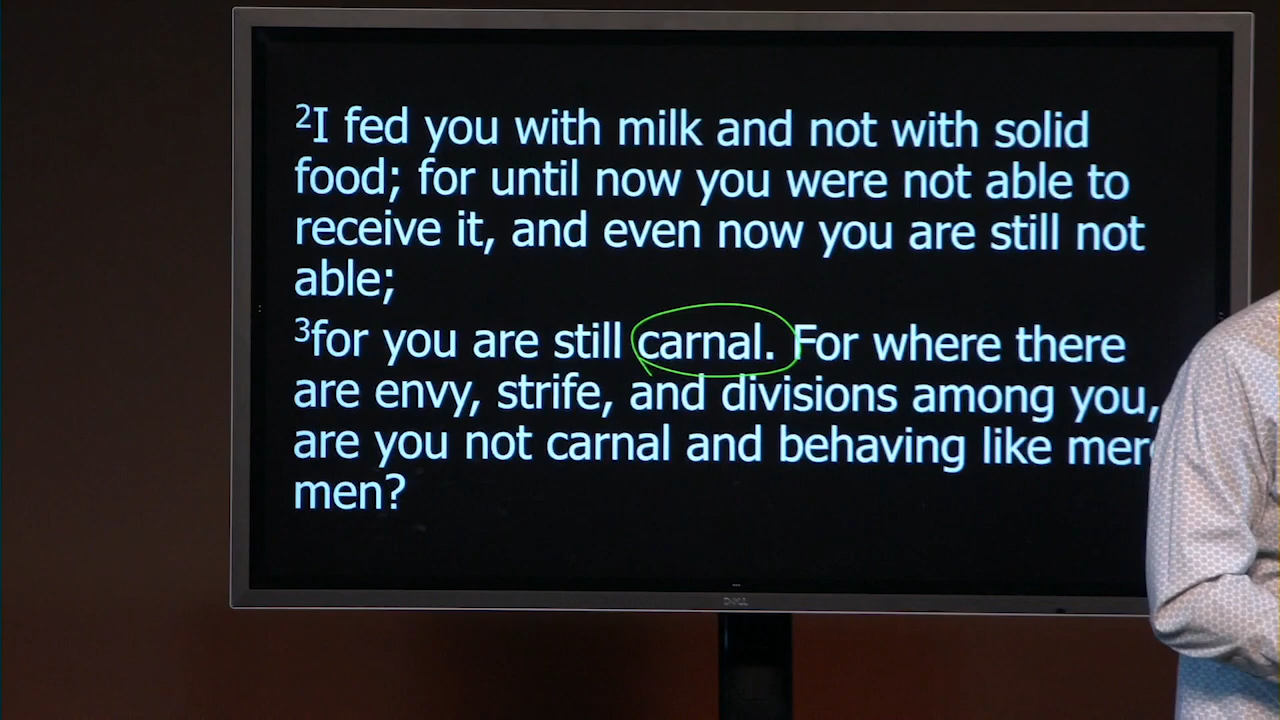 ²I fed you with milk and not with solid
food; for until now you were not able to
receive it, and even now you are still not
able;
³for you are still carnal. For where there
are envy, strife, and divisions among you,
are you not carnal and behaving like mer
men?
DELL